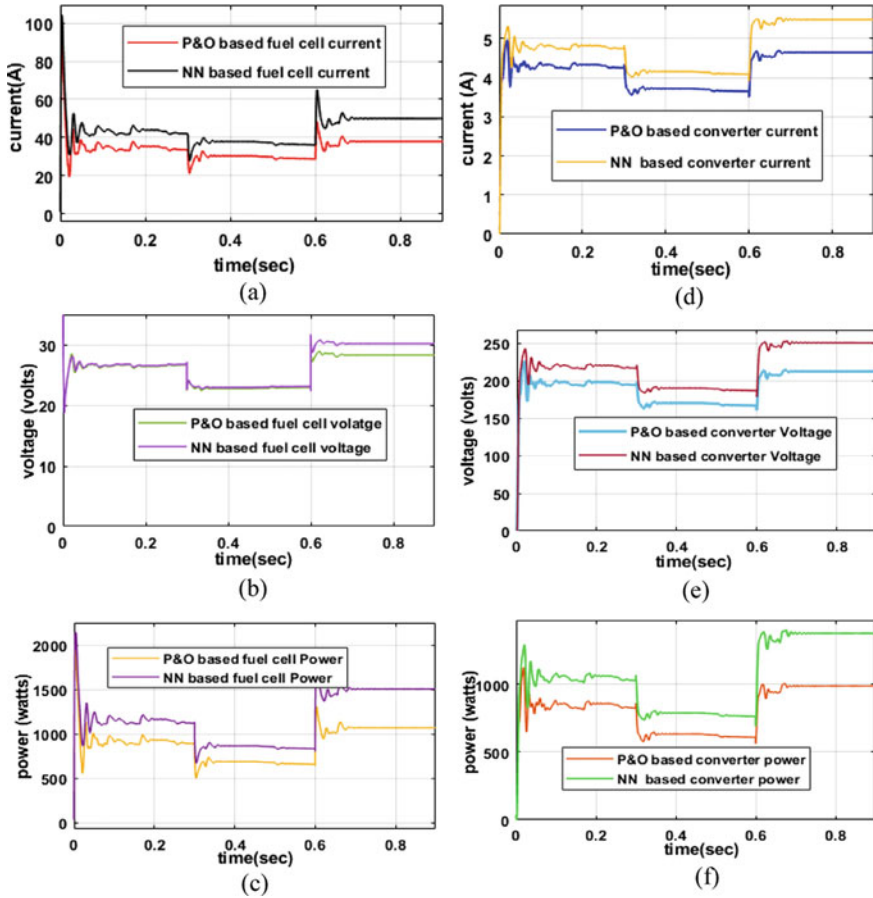 100
80
60
40
20
0
current(A)
P&O based fuel cell current
NN based fuel cell current
0
0.2
0.4
0.6
0.8
time(sec)
(a)
5
4
3
2
1
0
current (A)
P&O based converter current
NN based converter current
0
0.2
0.4
0.6
0.8
time(sec)
(d)
30
20
10
0
voltage (volts)
P&O based fuel cell volatge
NN based fuel cell voltage
0
0.2
0.4
0.6
0.8
time(sec)
(b)
250
200
150
100
50
0
voltage (volts)
P&O based converter Voltage
NN based converter Voltage
0
0.2
0.4
0.6
0.8
time(sec)
(e)
2000
1500
1000
500
0
power (watts)
P&O based fuel cell Power
NN based fuel cell Power
0
0.2
0.4
0.6
0.8
time(sec)
(c)
1000
500
0
power (watts)
P&O based converter power
NN based converter power
0
0.2
0.4
0.6
0.8
time(sec)
(f)